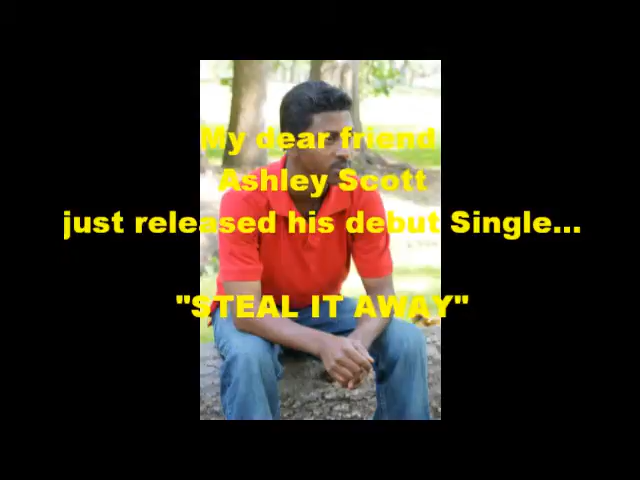 My dear friend
Ashley Scott
just released his debut Single...
"STEAL IT AWAY"